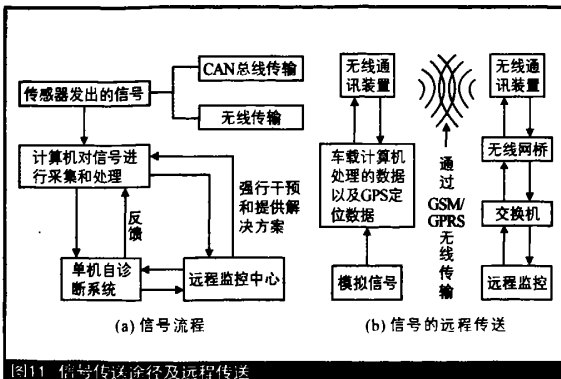 传感器发出的信号
CAN总线传输
无线传输
计算机对信号进
行采集和处理
反
馈
强行干预
和提供解
决方案
单机自诊
断系统
远程监控中心
(a) 信号流程
无线通
讯装置
车载计算机
处理的数据
以及GPS定
位数据
模拟信号
通
过
GSM/
GPRS
无
线
传
输
无线通
讯装置
无线网桥
交换机
远程监控
(b) 信号的远程传送
图11 信号传送途径及远程传送